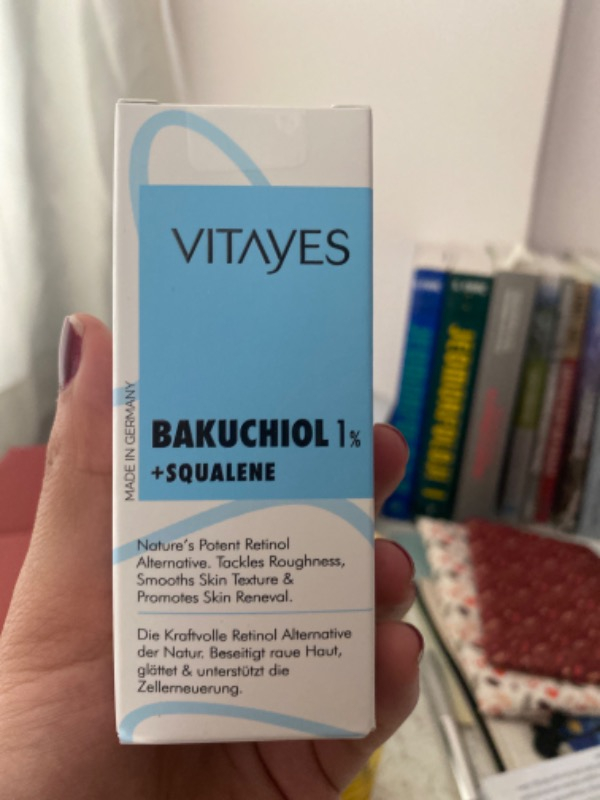 VITAYES
BAKUCHIOL 1%
+SQUALENE
MADE IN GERMANY
Nature's Potent Retinol
Alternative. Tackles Roughness,
Smooths Skin Texture &
Promotes Skin Reneval.
Die Kraftvolle Retinol Alternative
der Natur. Beseitigt raue Haut,
glättet & unterstützt die
Zellerneuerung.